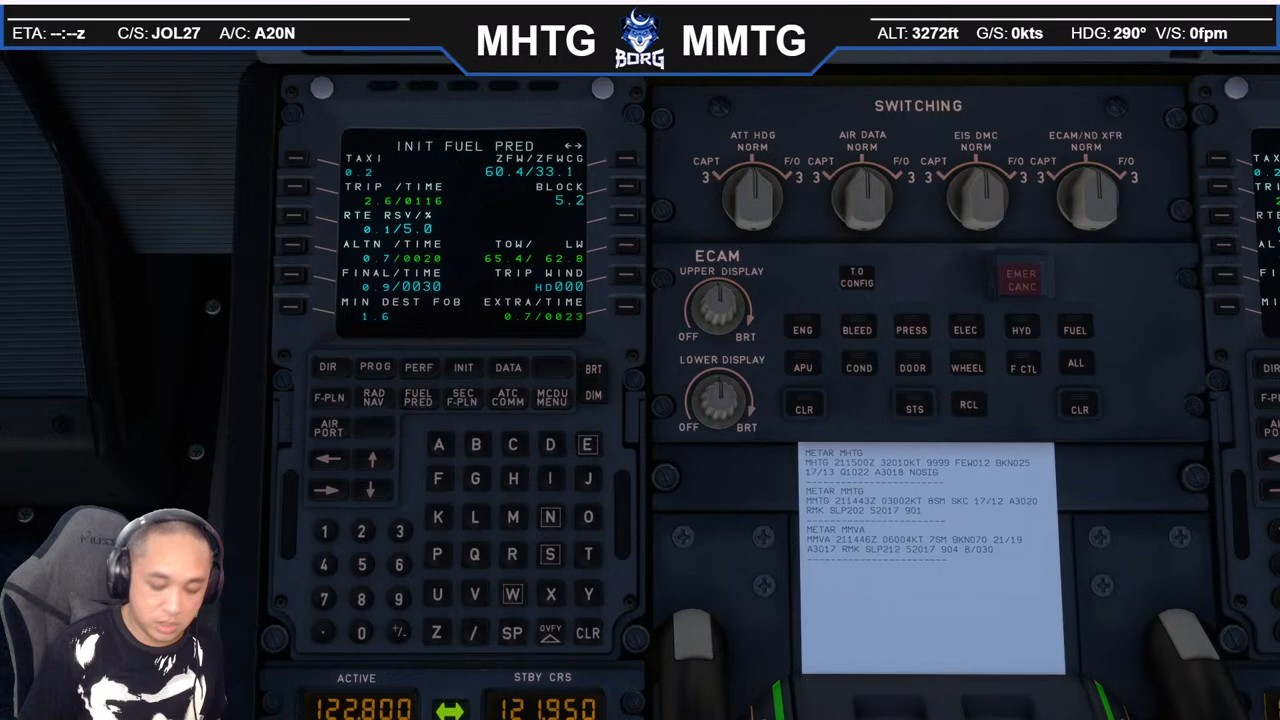 ETA: --:--z C/S: JOL27 A/C: A20N
MHTG BORG MMTG
ALT: 3272ft G/S: 0kts HDG: 290° V/S: 0fpm
INIT FUEL PRED ←→
TAXI ZFW/ZFWCG
0.2 60.4/33.1
TRIP /TIME BLOCK
2.6/0116 5.2
RTE RSV/%
0.1/5.0
ALTN /TIME TOW/ LW
0.7/0020 65.4/ 62.8
FINAL/TIME TRIP WIND
0.9/0030 HD000
MIN DEST FOB EXTRA/TIME
1.6 0.7/0023
DIR PROG PERF INIT DATA BRT
F-PLN RAD NAV FUEL PRED SEC F-PLN ATC COMM MCDU MENU DIM
AIR PORT
← ↑
→ ↓
A B C D E
F G H I J
K L M N O
P Q R S T
U V W X Y
Z / SP OVFY CLR
1 2 3
4 5 6
7 8 9
. 0 +/-
ACTIVE STBY CRS
122.800 121.950
SWITCHING
ATT HDG AIR DATA EIS DMC ECAM/ND XFR
NORM NORM NORM NORM
CAPT F/O CAPT F/O CAPT F/O CAPT F/O
3 3 3 3 3 3 3 3
ECAM
UPPER DISPLAY
OFF BRT
LOWER DISPLAY
OFF BRT
T.O CONFIG
EMER CANC
ENG BLEED PRESS ELEC HYD FUEL
APU COND DOOR WHEEL F CTL ALL
CLR STS RCL CLR
METAR MHTG
MHTG 211500Z 32010KT 9999 FEW012 BKN025
17/13 Q1022 A3018 NOSIG
------------------------
METAR MMTG
MMTG 211443Z 03002KT 8SM SKC 17/12 A3020
RMK SLP202 52017 901
------------------------
METAR MMVA
MMVA 211446Z 06004KT 7SM BKN070 21/19
A3017 RMK SLP212 52017 904 8/030
------------------------
DIR